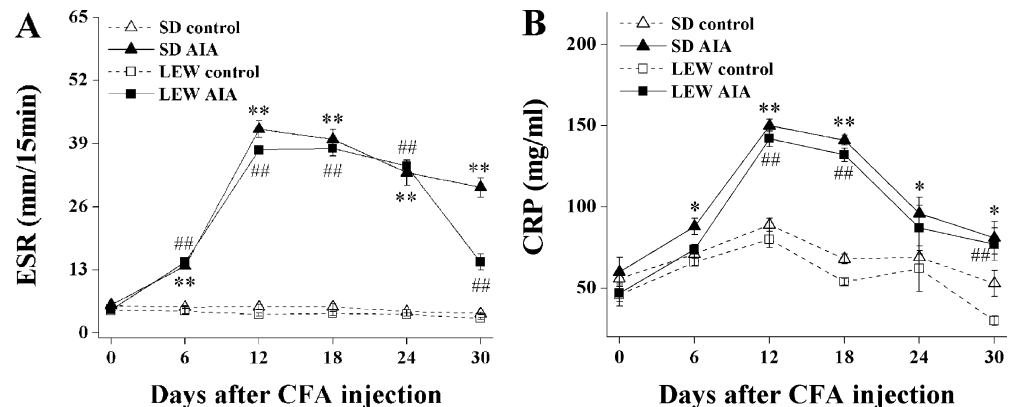 A
SD control
SD AIA
LEW control
LEW AIA
65
52
39
26
13
0
ESR (mm/15min)
**
**
##
**
##
##
##
**
**
##
0 6 12 18 24 30
Days after CFA injection
B
SD control
SD AIA
LEW control
LEW AIA
200
150
100
50
CRP (mg/ml)
**
**
##
##
*
*
*
##
0 6 12 18 24 30
Days after CFA injection